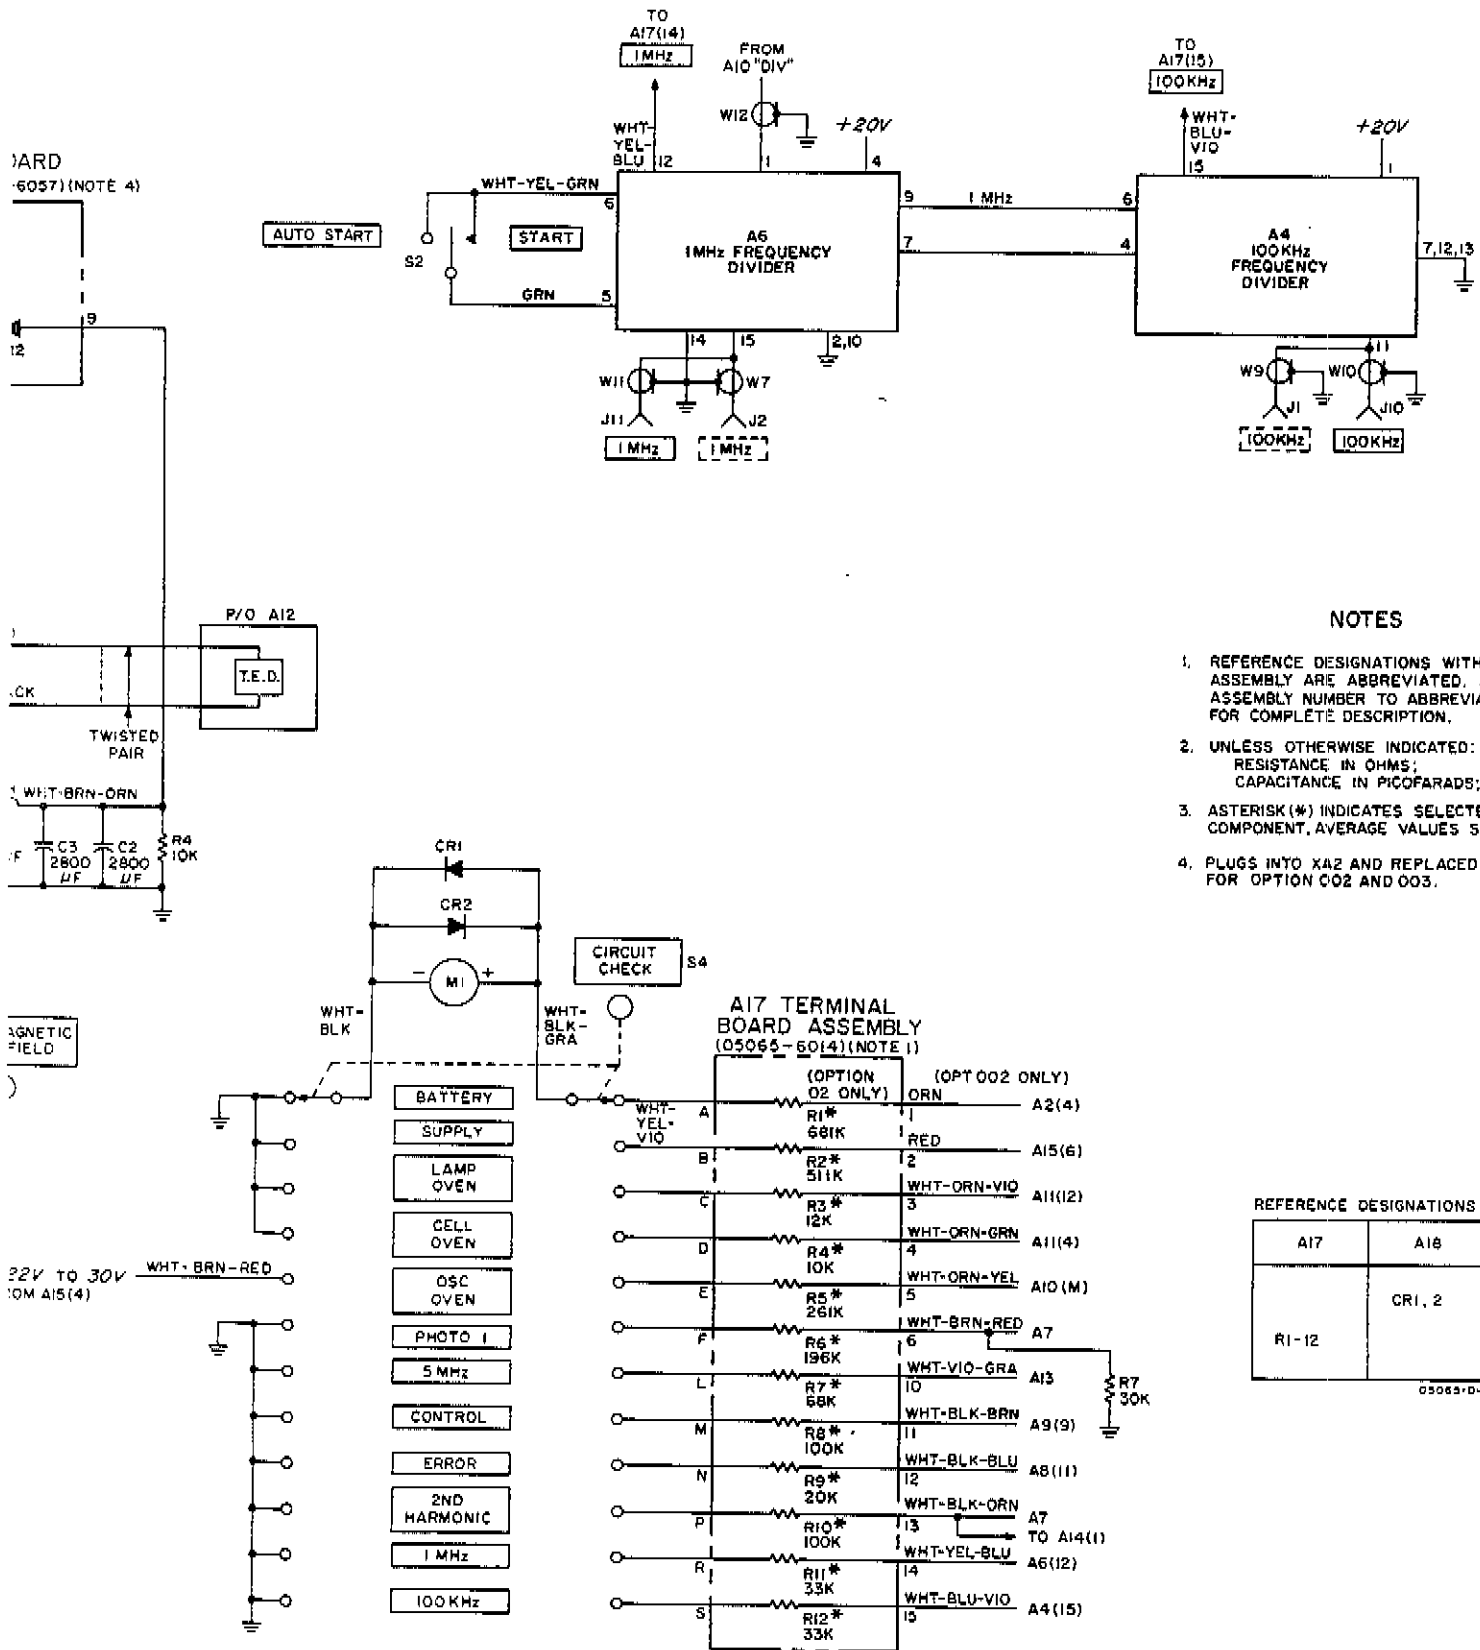 TO
A17(14)
1MHz
FROM
A10 "DIV"
W12
+20V
WHT-
YEL-
BLU
12
1
4
TO
A17(15)
100KHz
WHT-
BLU-
VIO
15
+20V
1
)ARD
-6057) (NOTE 4)
9
12
AUTO START
S2
START
WHT-YEL-GRN
6
GRN
5
A6
1MHz FREQUENCY
DIVIDER
9
1 MHz
6
7
4
A4
100KHz
FREQUENCY
DIVIDER
7,12,13
14
15
2,10
W11
W7
J11
J2
1 MHz
1 MHz
11
W9
W10
J1
J10
100KHz
100KHz
P/O A12
T.E.D.
CK
TWISTED
PAIR
WHT-BRN-ORN
C3
2800
µF
C2
2800
µF
R4
10K
NOTES
1. REFERENCE DESIGNATIONS WITH
ASSEMBLY ARE ABBREVIATED.
ASSEMBLY NUMBER TO ABBREVIA
FOR COMPLETE DESCRIPTION.
2. UNLESS OTHERWISE INDICATED:
RESISTANCE IN OHMS;
CAPACITANCE IN PICOFARADS;
3. ASTERISK (*) INDICATES SELECTE
COMPONENT, AVERAGE VALUES S
4. PLUGS INTO XA2 AND REPLACED
FOR OPTION 002 AND 003.
CR1
CR2
- M1 +
WHT-
BLK
WHT-
BLK-
GRA
CIRCUIT
CHECK
S4
AGNETIC
FIELD
A17 TERMINAL
BOARD ASSEMBLY
(05065-6014) (NOTE 1)
(OPTION
02 ONLY)
(OPT 002 ONLY)
BATTERY
WHT-
YEL-
VIO
A
R1*
681K
ORN
1
A2(4)
SUPPLY
B
R2*
511K
RED
2
A15(6)
LAMP
OVEN
C
R3*
12K
WHT-ORN-VIO
3
A11(12)
CELL
OVEN
D
R4*
10K
WHT-ORN-GRN
4
A11(4)
22V TO 30V
OM A15(4)
WHT-BRN-RED
OSC
OVEN
E
R5*
261K
WHT-ORN-YEL
5
A10(M)
PHOTO I
F
R6*
196K
WHT-BRN-RED
6
A7
R7
30K
5 MHz
L
R7*
68K
WHT-VIO-GRA
10
A13
CONTROL
M
R8*
100K
WHT-BLK-BRN
11
A9(9)
ERROR
N
R9*
20K
WHT-BLK-BLU
12
A8(11)
2ND
HARMONIC
P
R10*
100K
WHT-BLK-ORN
13
A7
TO A14(1)
1 MHz
R
R11*
33K
WHT-YEL-BLU
14
A6(12)
100KHz
S
R12*
33K
WHT-BLU-VIO
15
A4(15)
REFERENCE DESIGNATIONS
A17
A18
R1-12
CR1, 2
05065-D-